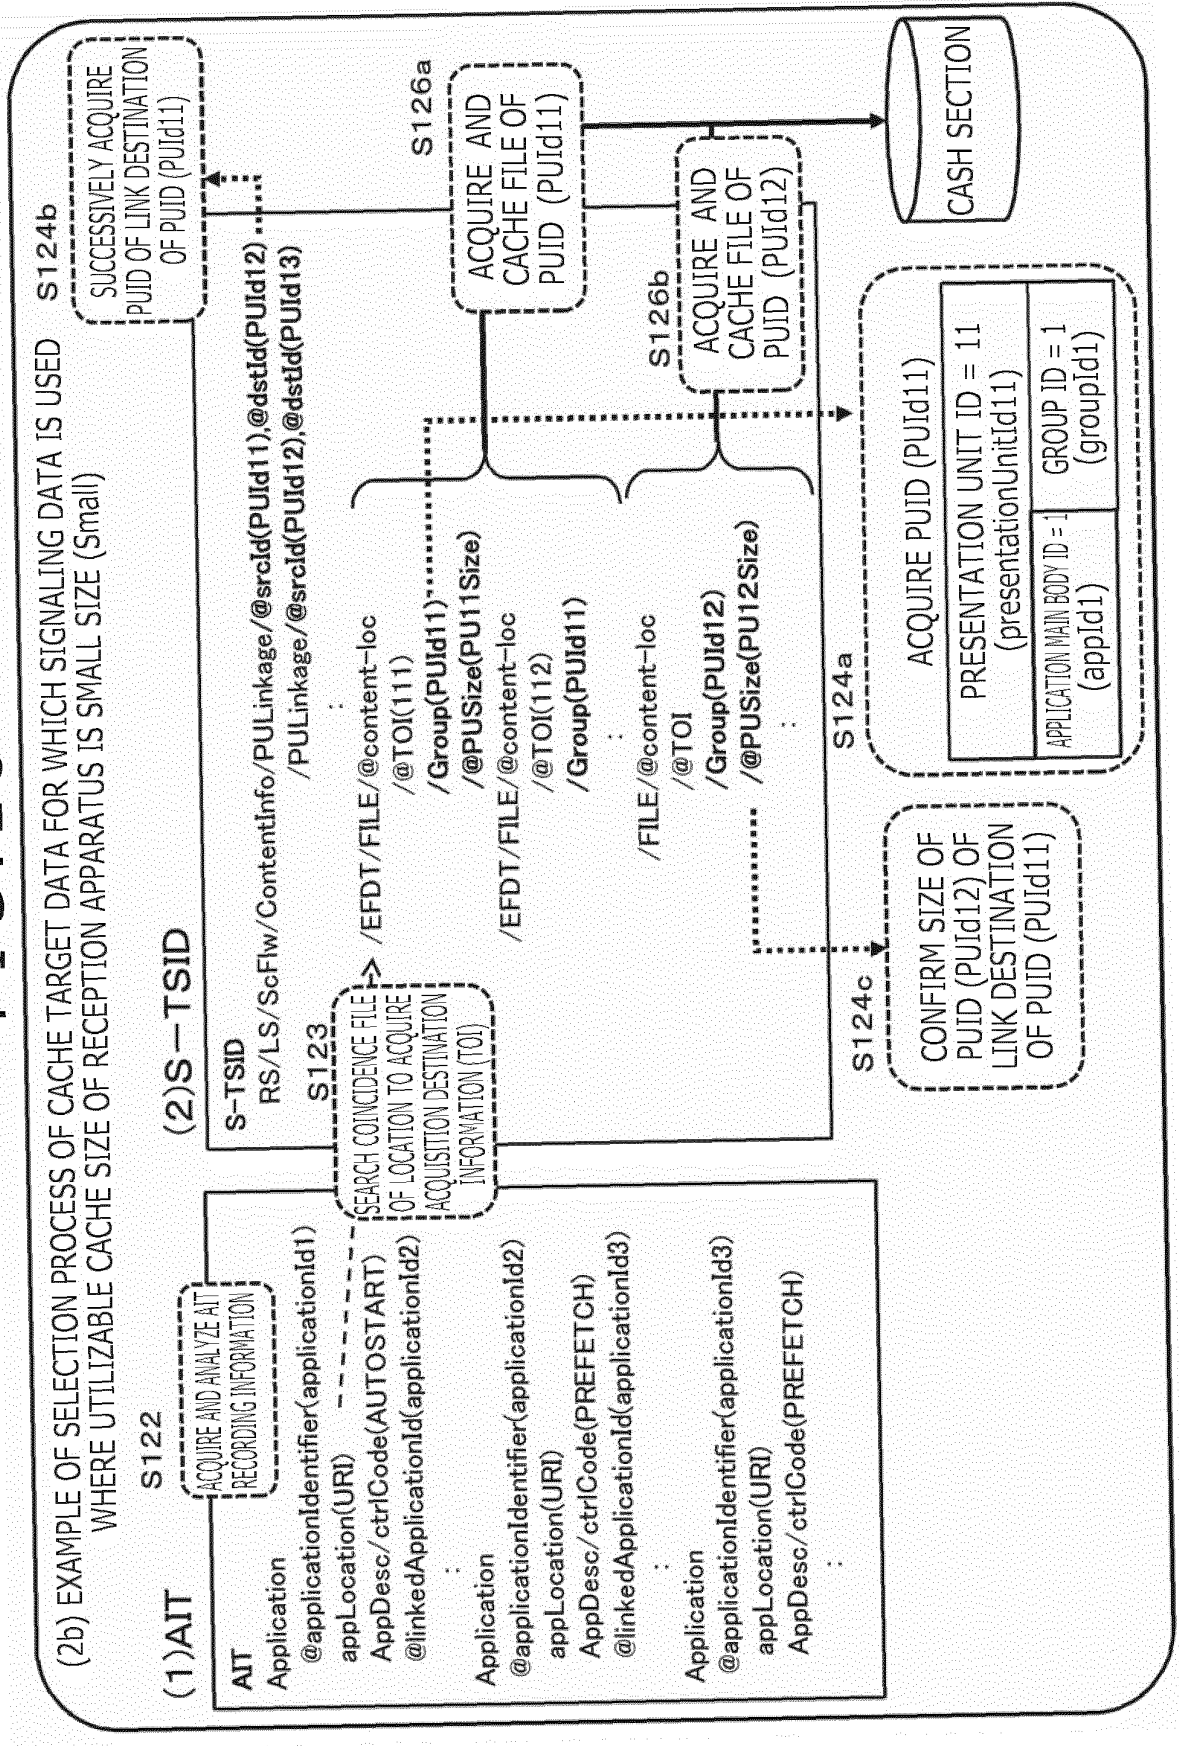 (2b) EXAMPLE OF SELECTION PROCESS OF CACHE TARGET DATA FOR WHICH SIGNALING DATA IS USED
WHERE UTILIZABLE CACHE SIZE OF RECEPTION APPARATUS IS SMALL SIZE (Small)
(1)AIT
S122
ACQUIRE AND ANALYZE AIT
RECORDING INFORMATION
AIT
Application
@applicationIdentifier(applicationId1)
appLocation(URI)
AppDesc/ctrlCode(AUTOSTART)
@linkedApplicationId(applicationId2)
:
Application
@applicationIdentifier(applicationId2)
appLocation(URI)
AppDesc/ctrlCode(PREFETCH)
@linkedApplicationId(applicationId3)
:
Application
@applicationIdentifier(applicationId3)
appLocation(URI)
AppDesc/ctrlCode(PREFETCH)
:
(2)S-TSID
S-TSID
RS/LS/ScFlw/ContentInfo/PULinkage/@srcId(PUId11),@dstId(PUId12)
/PULinkage/@srcId(PUId12),@dstId(PUId13)
:
S123
SEARCH COINCIDENCE FILE
OF LOCATION TO ACQUIRE
ACQUISITION DESTINATION
INFORMATION (TOI)
/EFDT/FILE/@content-loc
/@TOI(111)
/Group(PUId11)
/@PUSize(PU11Size)
/EFDT/FILE/@content-loc
/@TOI(112)
/Group(PUId11)
:
/FILE/@content-loc
/@TOI
/Group(PUId12)
/@PUSize(PU12Size)
:
S124b
SUCCESSIVELY ACQUIRE
PUID OF LINK DESTINATION
OF PUID (PUId11)
S126a
ACQUIRE AND
CACHE FILE OF
PUID (PUId11)
S126b
ACQUIRE AND
CACHE FILE OF
PUID (PUId12)
CASH SECTION
S124c
CONFIRM SIZE OF
PUID (PUId12) OF
LINK DESTINATION
OF PUID (PUId11)
S124a
ACQUIRE PUID (PUId11)
PRESENTATION UNIT ID = 11
(presentationUnitId11)
APPLICATION MAIN BODY ID = 1
(appId1)
GROUP ID = 1
(groupId1)